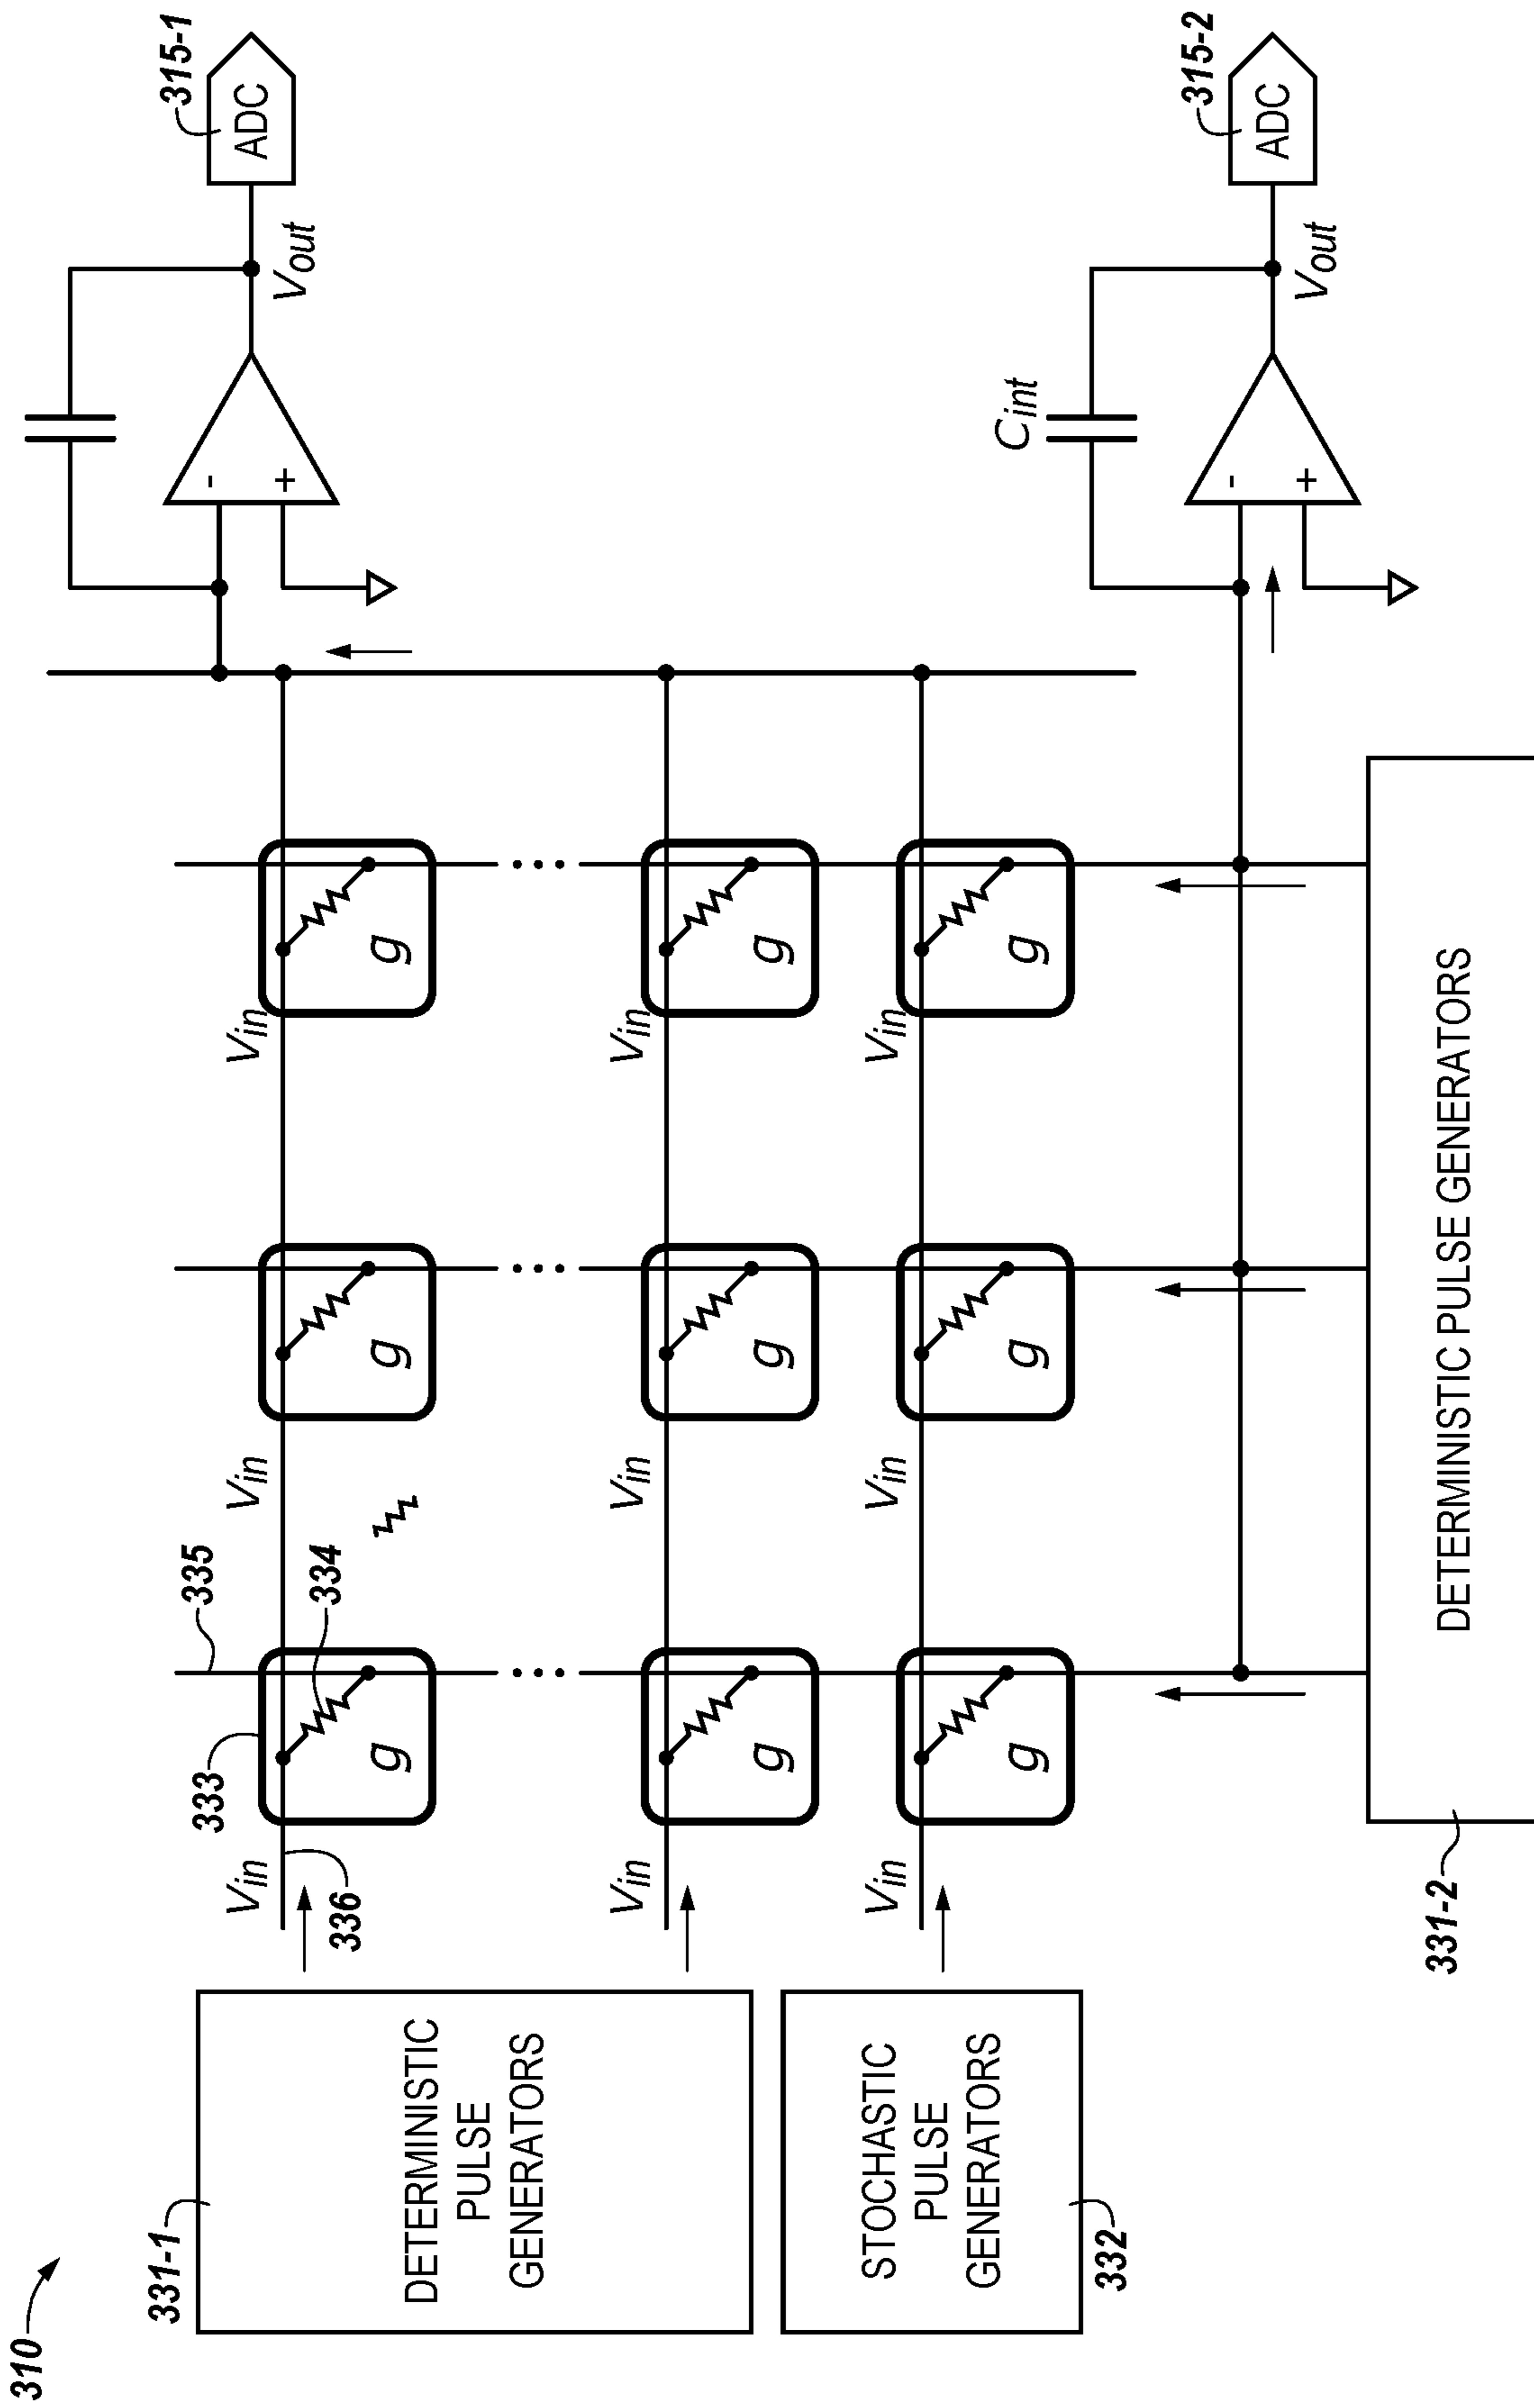 310
331-1
DETERMINISTIC
PULSE
GENERATORS
STOCHASTIC
PULSE
GENERATORS
332
Vin
336
333
334
335
Vin
Vin
g
g
g
Vin
Vin
Vin
g
g
g
Vin
Vin
Vin
g
g
g
331-2
DETERMINISTIC PULSE GENERATORS
-
+
Vout
ADC
315-1
Cint
-
+
Vout
ADC
315-2